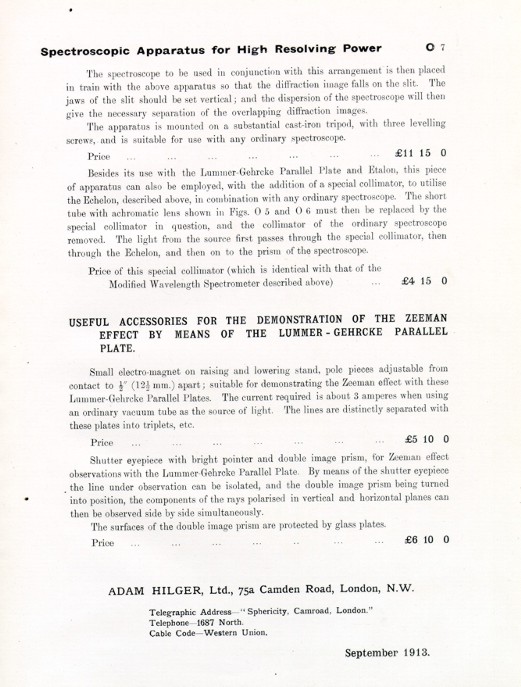 Spectroscopic Apparatus for High Resolving Power O 7
The spectroscope to be used in conjunction with this arrangement is then placed
in train with the above apparatus so that the diffraction image falls on the slit. The
jaws of the slit should be set vertical; and the dispersion of the spectroscope will then
give the necessary separation of the overlapping diffraction images.
The apparatus is mounted on a substantial cast-iron tripod, with three levelling
screws, and is suitable for use with any ordinary spectroscope.
Price ... ... ... ... ... ... £11 15 0
Besides its use with the Lummer-Gehrcke Parallel Plate and Etalon, this piece
of apparatus can also be employed, with the addition of a special collimator, to utilise
the Echelon, described above, in combination with any ordinary spectroscope. The short
tube with achromatic lens shown in Figs. O 5 and O 6 must then be replaced by the
special collimator in question, and the collimator of the ordinary spectroscope
removed. The light from the source first passes through the special collimator, then
through the Echelon, and then on to the prism of the spectroscope.
Price of this special collimator (which is identical with that of the
Modified Wavelength Spectrometer described above) ... £4 15 0
USEFUL ACCESSORIES FOR THE DEMONSTRATION OF THE ZEEMAN
EFFECT BY MEANS OF THE LUMMER-GEHRCKE PARALLEL
PLATE.
Small electro-magnet on raising and lowering stand, pole pieces adjustable from
contact to ½″ (12½ mm.) apart; suitable for demonstrating the Zeeman effect with these
Lummer-Gehrcke Parallel Plates. The current required is about 3 amperes when using
an ordinary vacuum tube as the source of light. The lines are distinctly separated with
these plates into triplets, etc.
Price ... ... ... ... ... ... £5 10 0
Shutter eyepiece with bright pointer and double image prism, for Zeeman effect
observations with the Lummer-Gehrcke Parallel Plate. By means of the shutter eyepiece
the line under observation can be isolated, and the double image prism being turned
into position, the components of the rays polarised in vertical and horizontal planes can
then be observed side by side simultaneously.
The surfaces of the double image prism are protected by glass plates.
Price ... ... ... .. ... ... £6 10 0
ADAM HILGER, Ltd., 75a Camden Road, London, N.W.
Telegraphic Address—"Sphericity, Camroad, London."
Telephone—1687 North.
Cable Code—Western Union.
September 1913.